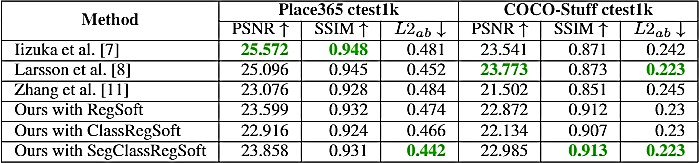 Method Place365 ctest1k COCO-Stuff ctest1k
PSNR ↑ SSIM ↑ L2ab ↓ PSNR ↑ SSIM ↑ L2ab ↓
Iizuka et al. [7] 25.572 0.948 0.481 23.541 0.871 0.242
Larsson et al. [8] 25.096 0.945 0.452 23.773 0.873 0.223
Zhang et al. [11] 23.076 0.928 0.484 21.502 0.851 0.245
Ours with RegSoft 23.599 0.932 0.474 22.872 0.912 0.23
Ours with ClassRegSoft 22.916 0.924 0.466 22.134 0.907 0.23
Ours with SegClassRegSoft 23.858 0.931 0.442 22.985 0.913 0.223